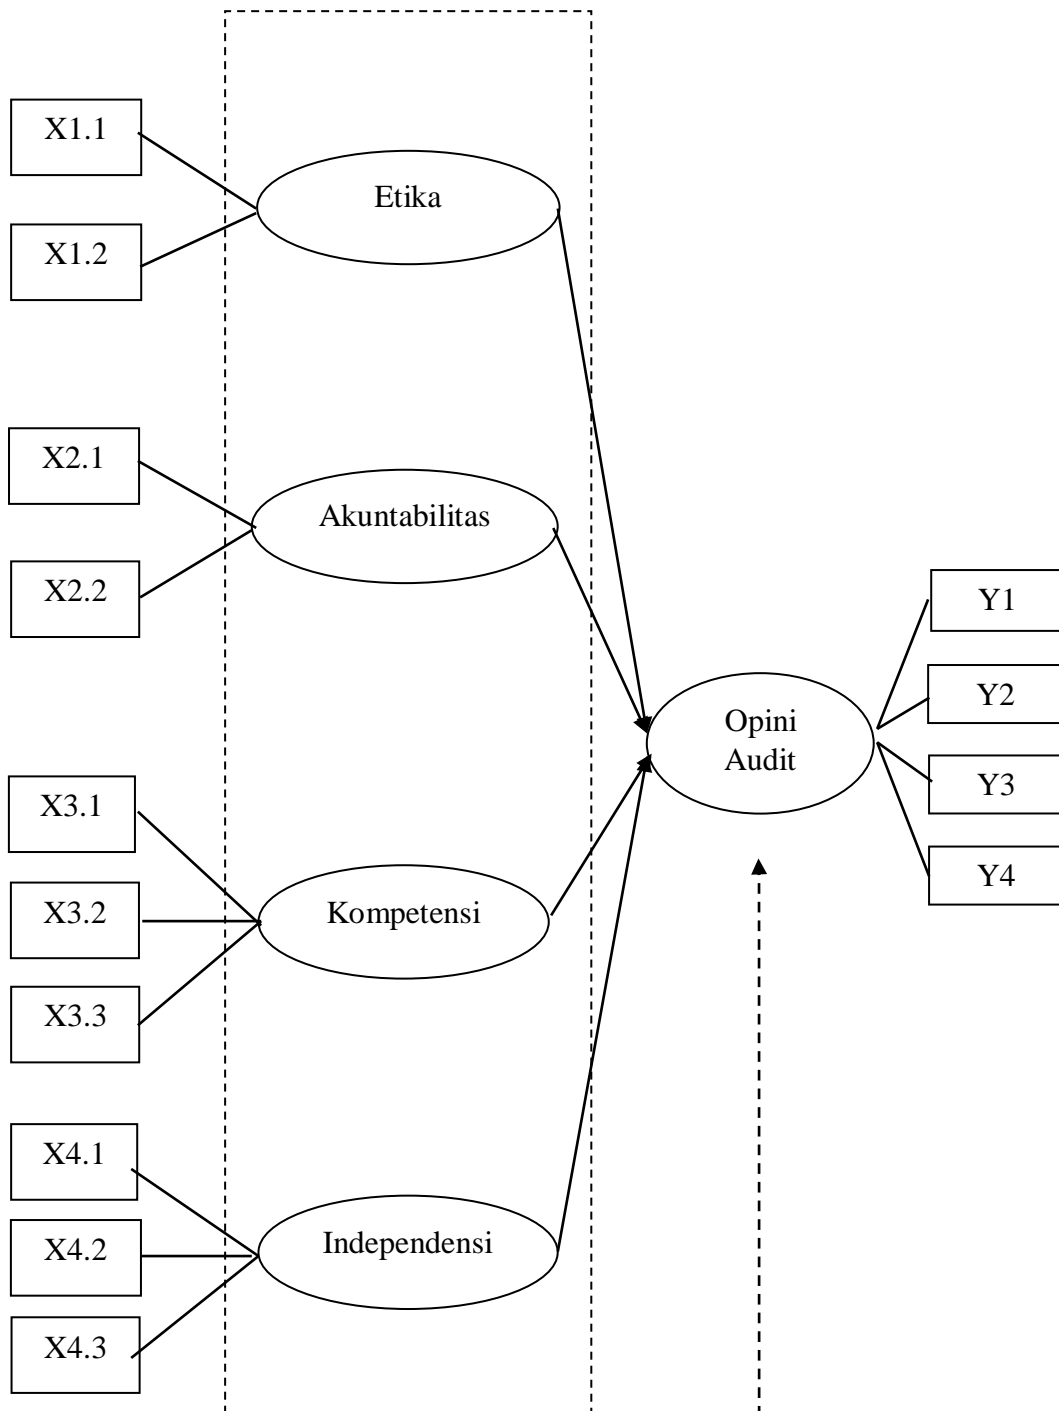 X1.1
X1.2
Etika
X2.1
X2.2
Akuntabilitas
X3.1
X3.2
X3.3
Kompetensi
X4.1
X4.2
X4.3
Independensi
Opini
Audit
Y1
Y2
Y3
Y4